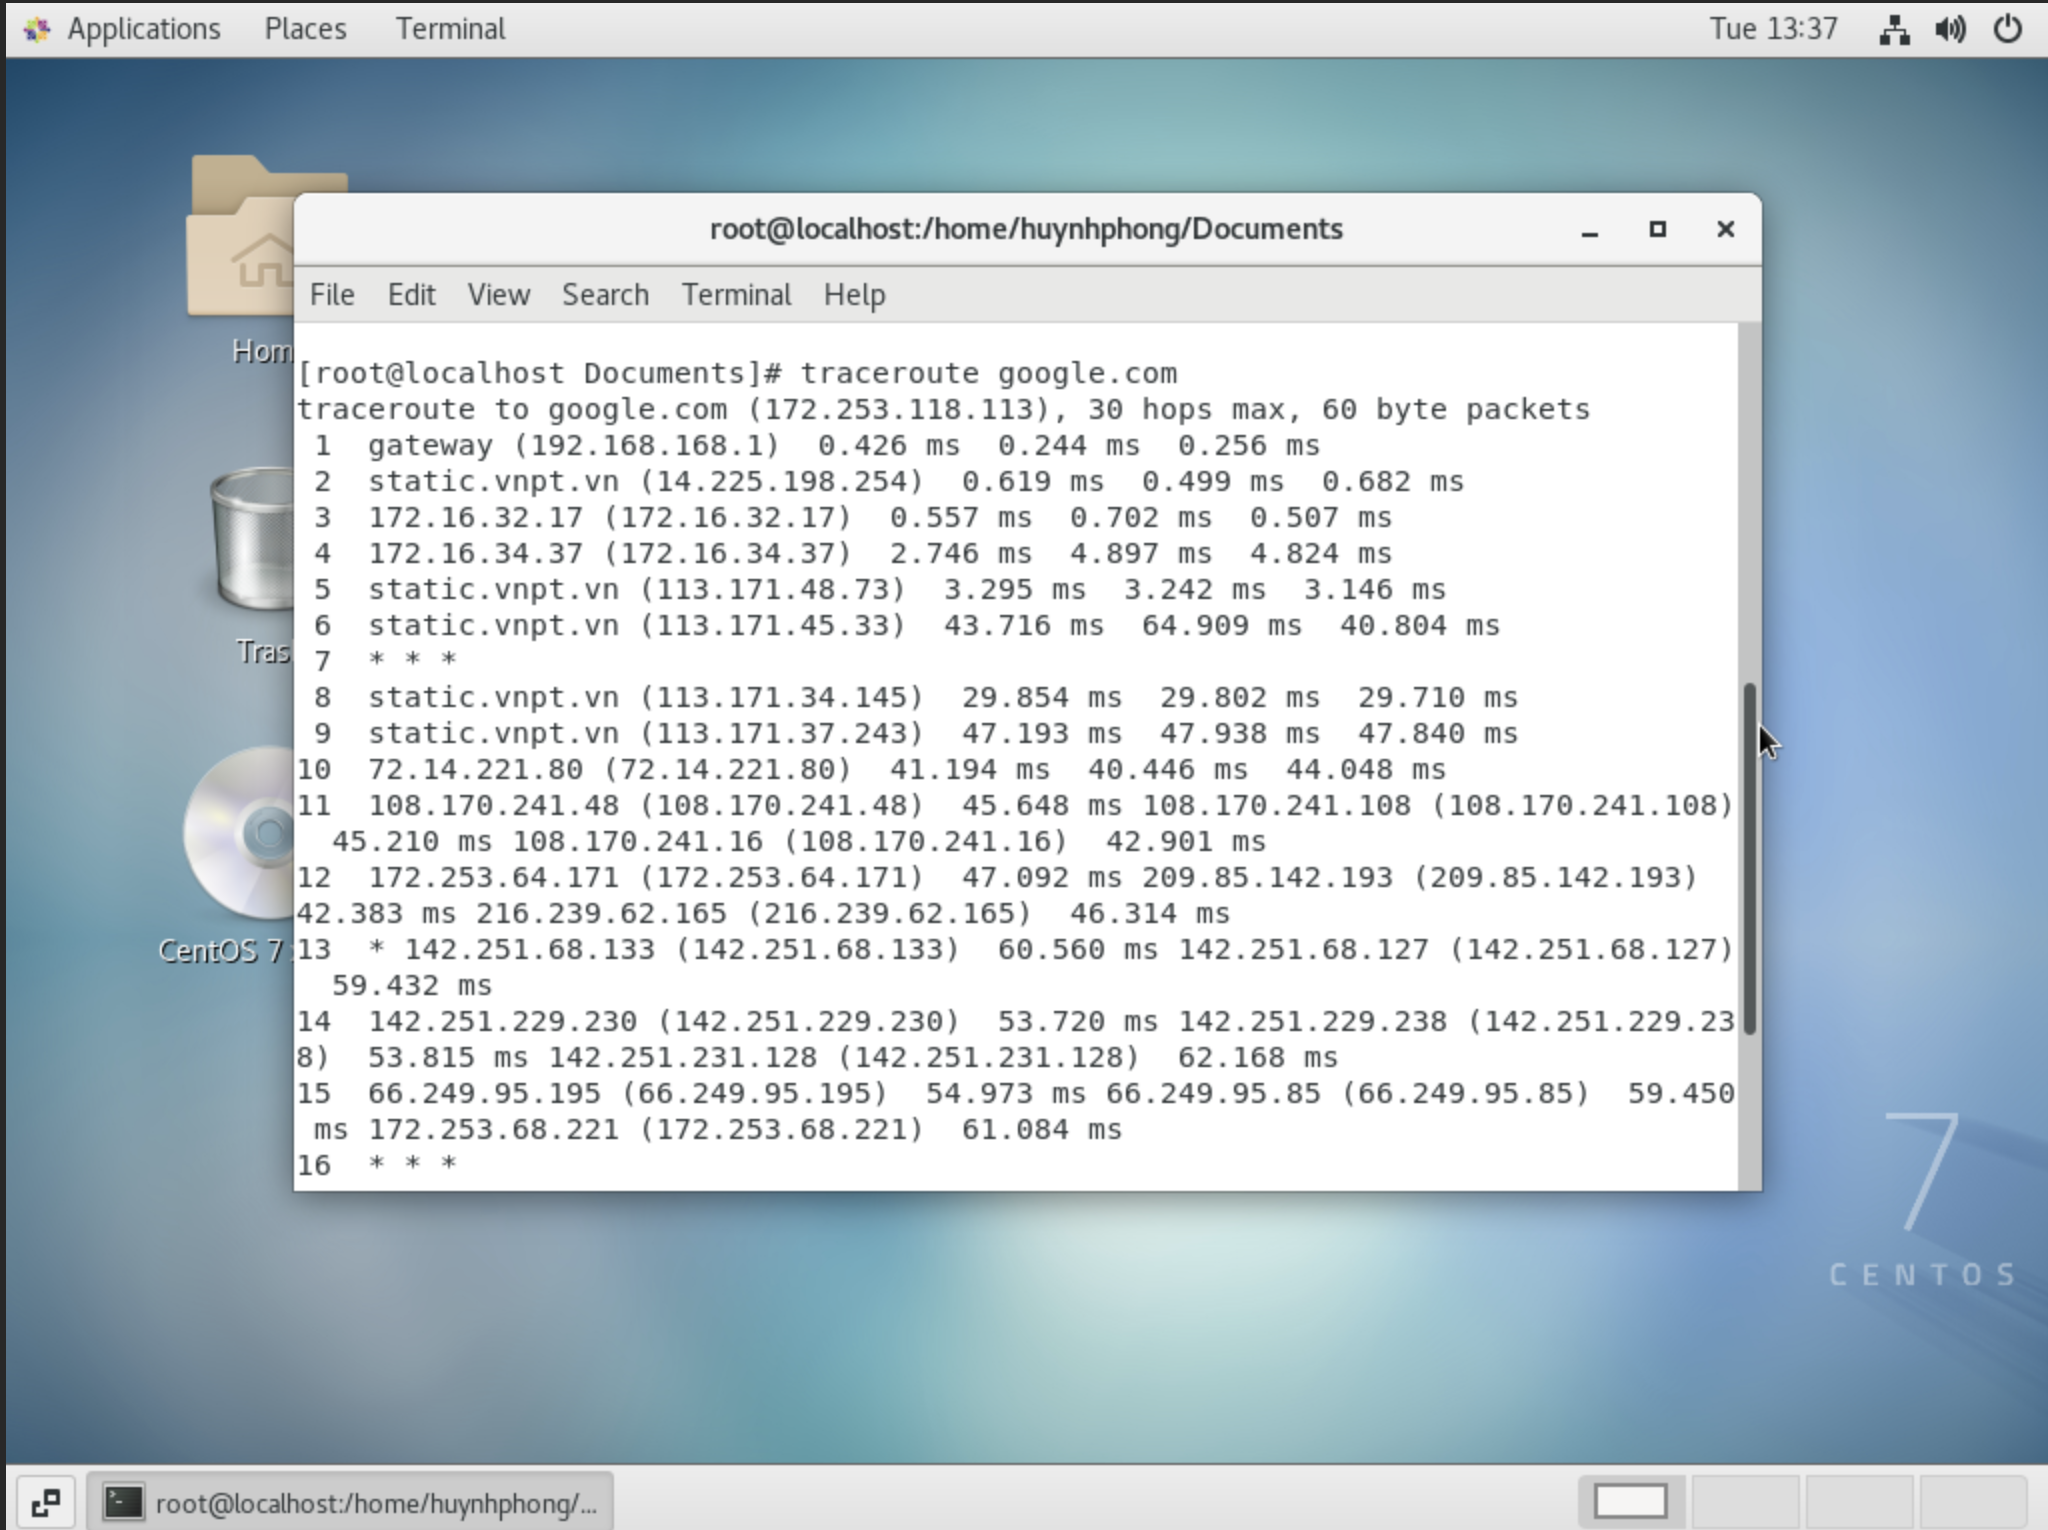 Applications Places Terminal Tue 13:37
root@localhost:/home/huynhphong/Documents
File Edit View Search Terminal Help
[root@localhost Documents]# traceroute google.com
traceroute to google.com (172.253.118.113), 30 hops max, 60 byte packets
 1  gateway (192.168.168.1)  0.426 ms  0.244 ms  0.256 ms
 2  static.vnpt.vn (14.225.198.254)  0.619 ms  0.499 ms  0.682 ms
 3  172.16.32.17 (172.16.32.17)  0.557 ms  0.702 ms  0.507 ms
 4  172.16.34.37 (172.16.34.37)  2.746 ms  4.897 ms  4.824 ms
 5  static.vnpt.vn (113.171.48.73)  3.295 ms  3.242 ms  3.146 ms
 6  static.vnpt.vn (113.171.45.33)  43.716 ms  64.909 ms  40.804 ms
 7  * * *
 8  static.vnpt.vn (113.171.34.145)  29.854 ms  29.802 ms  29.710 ms
 9  static.vnpt.vn (113.171.37.243)  47.193 ms  47.938 ms  47.840 ms
10  72.14.221.80 (72.14.221.80)  41.194 ms  40.446 ms  44.048 ms
11  108.170.241.48 (108.170.241.48)  45.648 ms 108.170.241.108 (108.170.241.108)
  45.210 ms 108.170.241.16 (108.170.241.16)  42.901 ms
12  172.253.64.171 (172.253.64.171)  47.092 ms 209.85.142.193 (209.85.142.193)
42.383 ms 216.239.62.165 (216.239.62.165)  46.314 ms
13  * 142.251.68.133 (142.251.68.133)  60.560 ms 142.251.68.127 (142.251.68.127)
  59.432 ms
14  142.251.229.230 (142.251.229.230)  53.720 ms 142.251.229.238 (142.251.229.23
8)  53.815 ms 142.251.231.128 (142.251.231.128)  62.168 ms
15  66.249.95.195 (66.249.95.195)  54.973 ms 66.249.95.85 (66.249.95.85)  59.450
 ms 172.253.68.221 (172.253.68.221)  61.084 ms
16  * * *
Hom
Tras
CentOS 7
7
CENTOS
root@localhost:/home/huynhphong/...